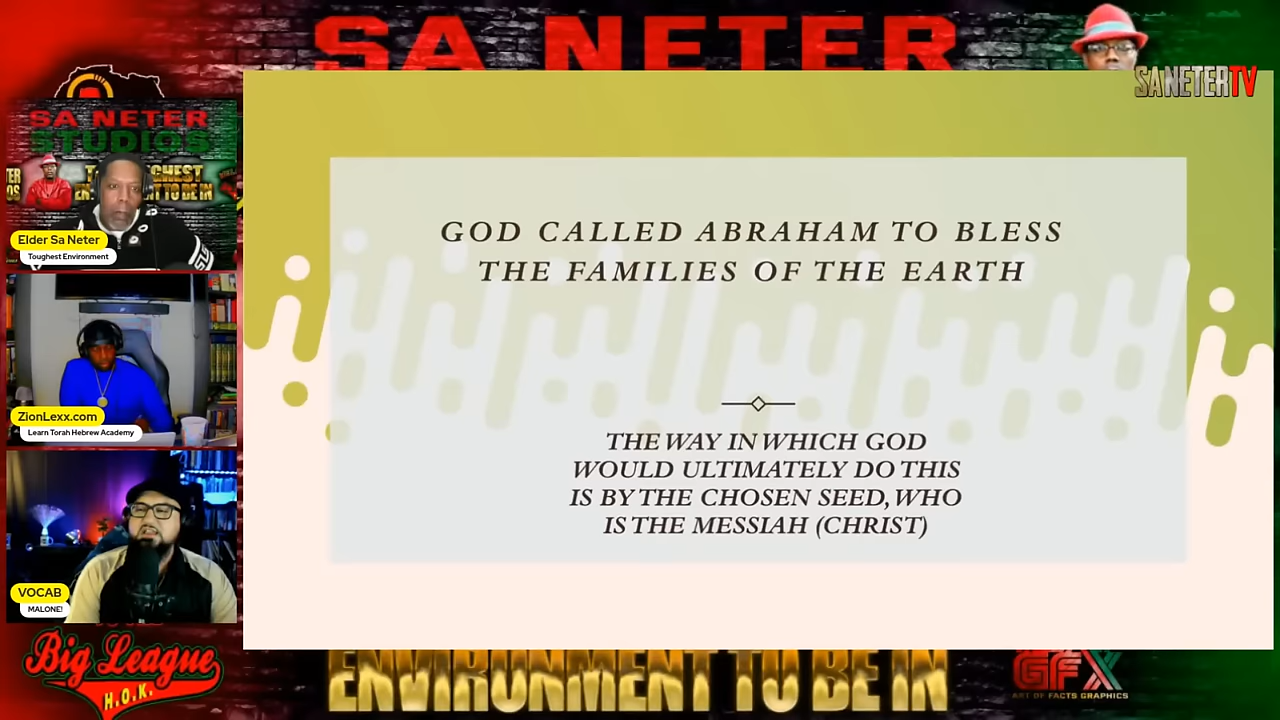 SA NETER
SANETERTV
SA NETER
STUDIOS
Elder Sa Neter
Toughest Environment
ZionLexx.com
Learn Torah Hebrew Academy
VOCAB
MALONE!
Big League
H.O.K.
GOD CALLED ABRAHAM TO BLESS
THE FAMILIES OF THE EARTH
THE WAY IN WHICH GOD
WOULD ULTIMATELY DO THIS
IS BY THE CHOSEN SEED, WHO
IS THE MESSIAH (CHRIST)
ENVIRONMENT TO BE IN
GFX
ART OF FACTS GRAPHICS